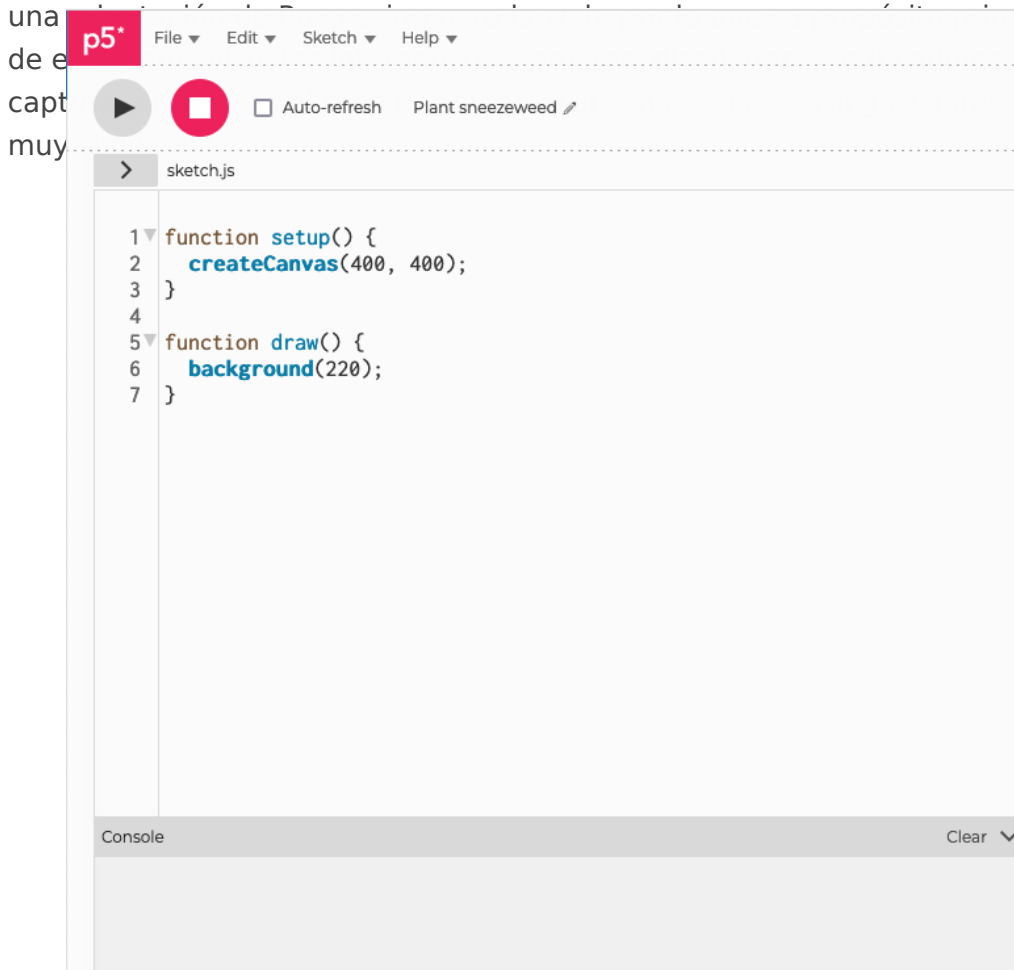 una
de e
capt
muy
p5* File Edit Sketch Help
Auto-refresh Plant sneezeweed
sketch.js
1 function setup() {
2 createCanvas(400, 400);
3 }
4
5 function draw() {
6 background(220);
7 }
Console Clear